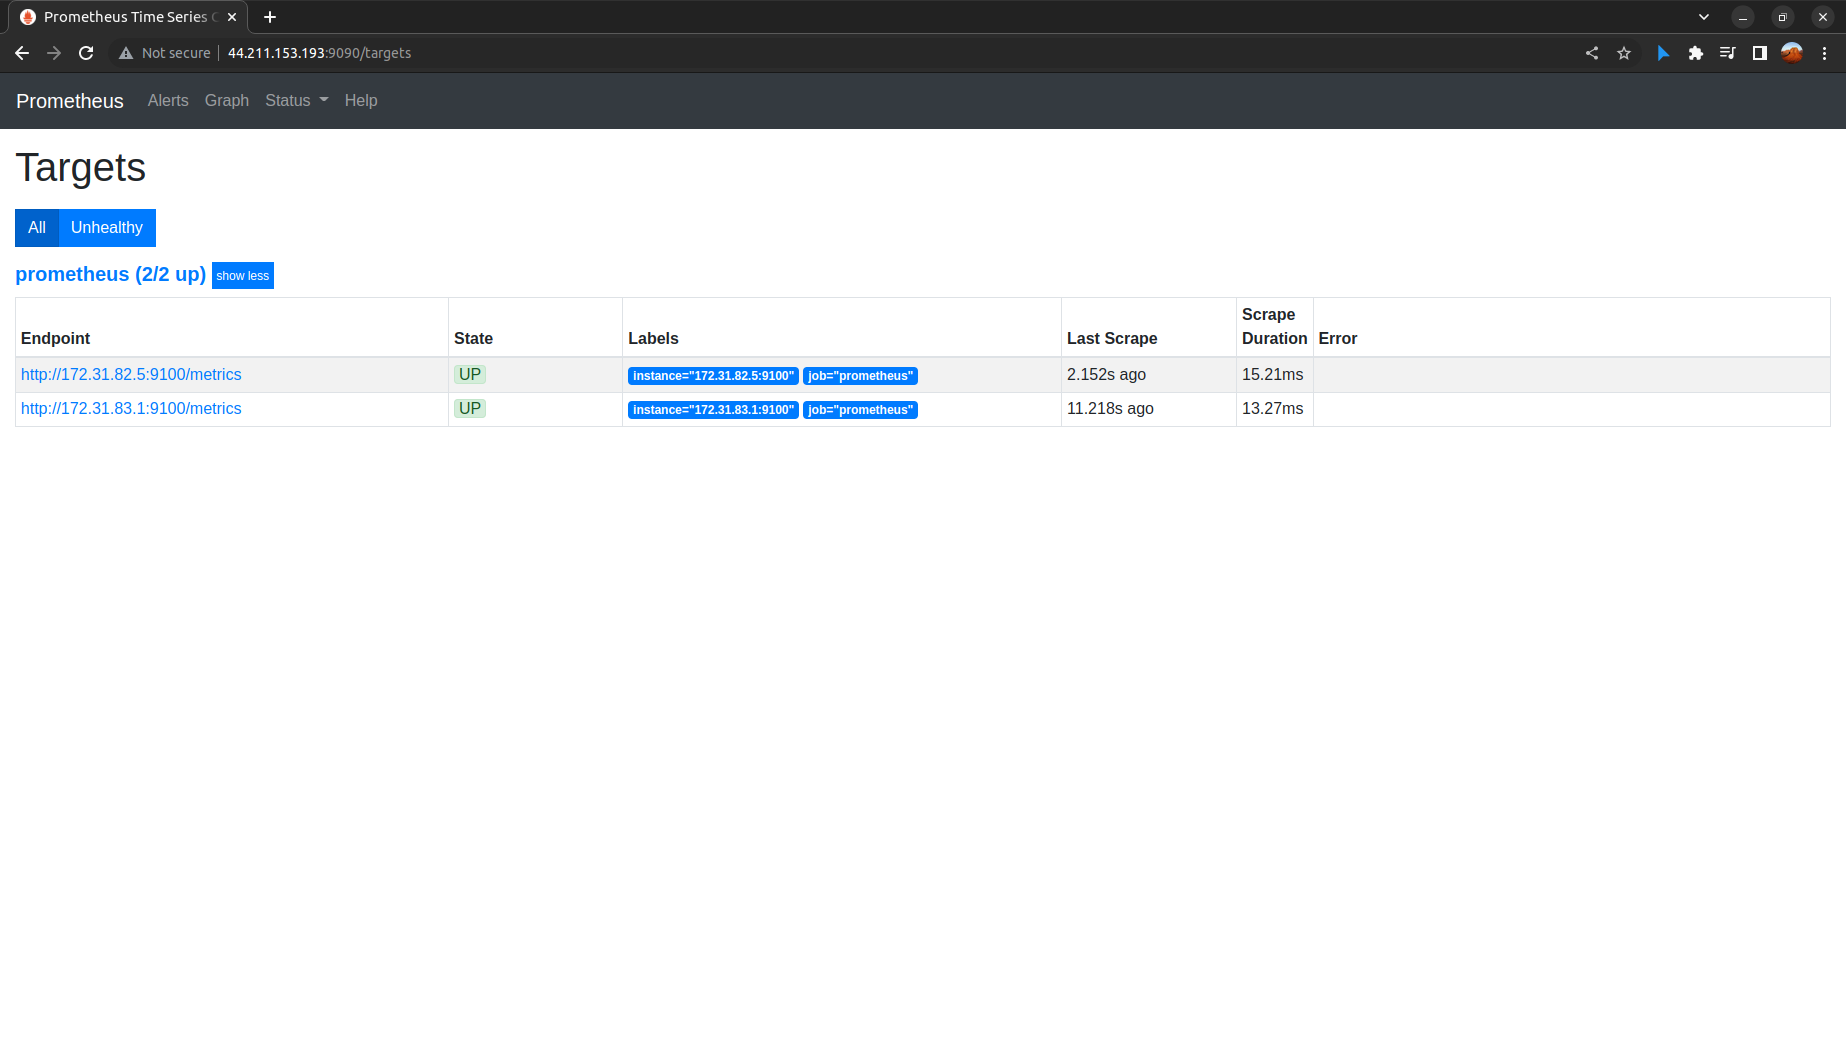 Prometheus Time Series
Not secure 44.211.153.193:9090/targets
Prometheus Alerts Graph Status Help
Targets
All Unhealthy
prometheus (2/2 up) show less
Endpoint State Labels Last Scrape Scrape Duration Error
http://172.31.82.5:9100/metrics UP instance="172.31.82.5:9100" job="prometheus" 2.152s ago 15.21ms
http://172.31.83.1:9100/metrics UP instance="172.31.83.1:9100" job="prometheus" 11.218s ago 13.27ms